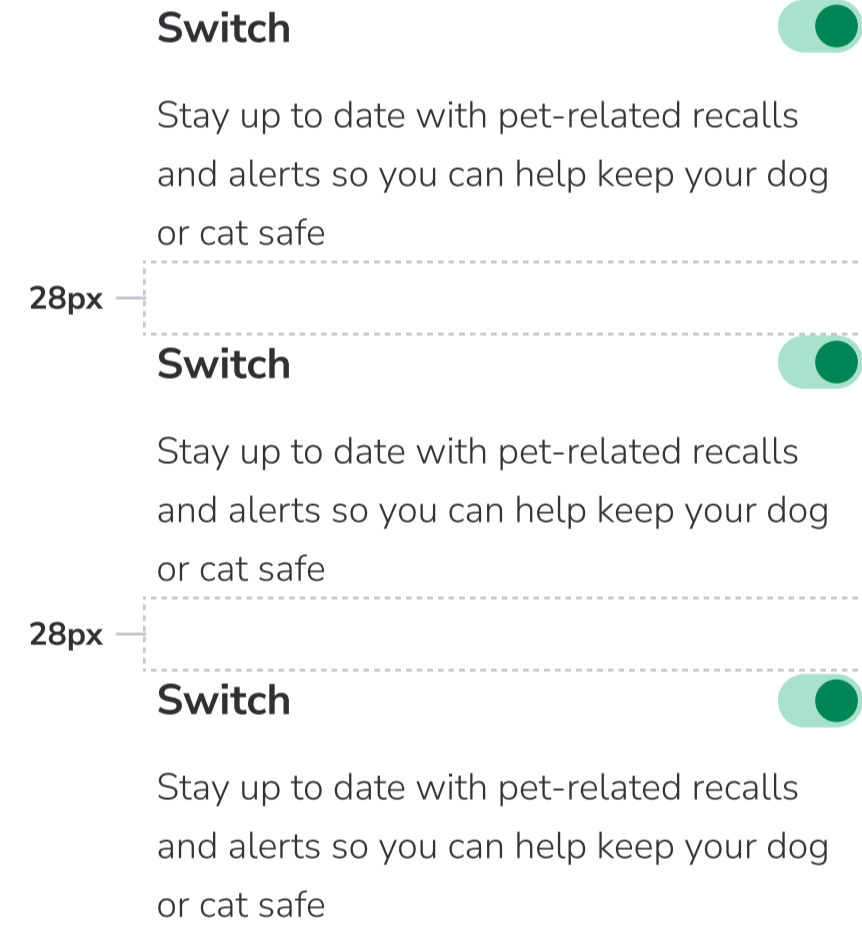 Switch
Stay up to date with pet-related recalls
and alerts so you can help keep your dog
or cat safe
28px
Switch
Stay up to date with pet-related recalls
and alerts so you can help keep your dog
or cat safe
28px
Switch
Stay up to date with pet-related recalls
and alerts so you can help keep your dog
or cat safe